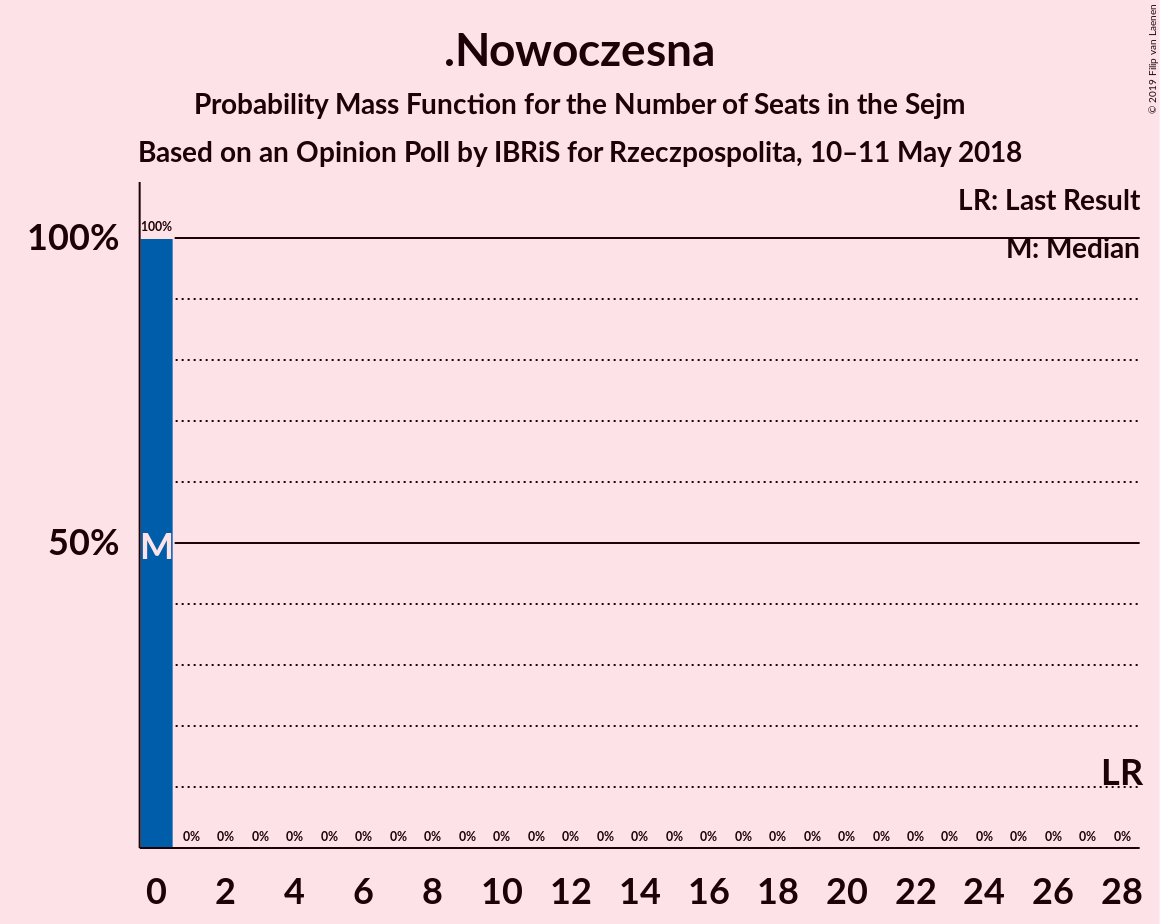 .Nowoczesna
Probability Mass Function for the Number of Seats in the Sejm
Based on an Opinion Poll by IBRiS for Rzeczpospolita, 10–11 May 2018
© 2019 Filip van Laenen
LR: Last Result
M: Median
100%
100%
50%
M
LR
0% 0% 0% 0% 0% 0% 0% 0% 0% 0% 0% 0% 0% 0% 0% 0% 0% 0% 0% 0% 0% 0% 0% 0% 0% 0% 0% 0%
0 2 4 6 8 10 12 14 16 18 20 22 24 26 28